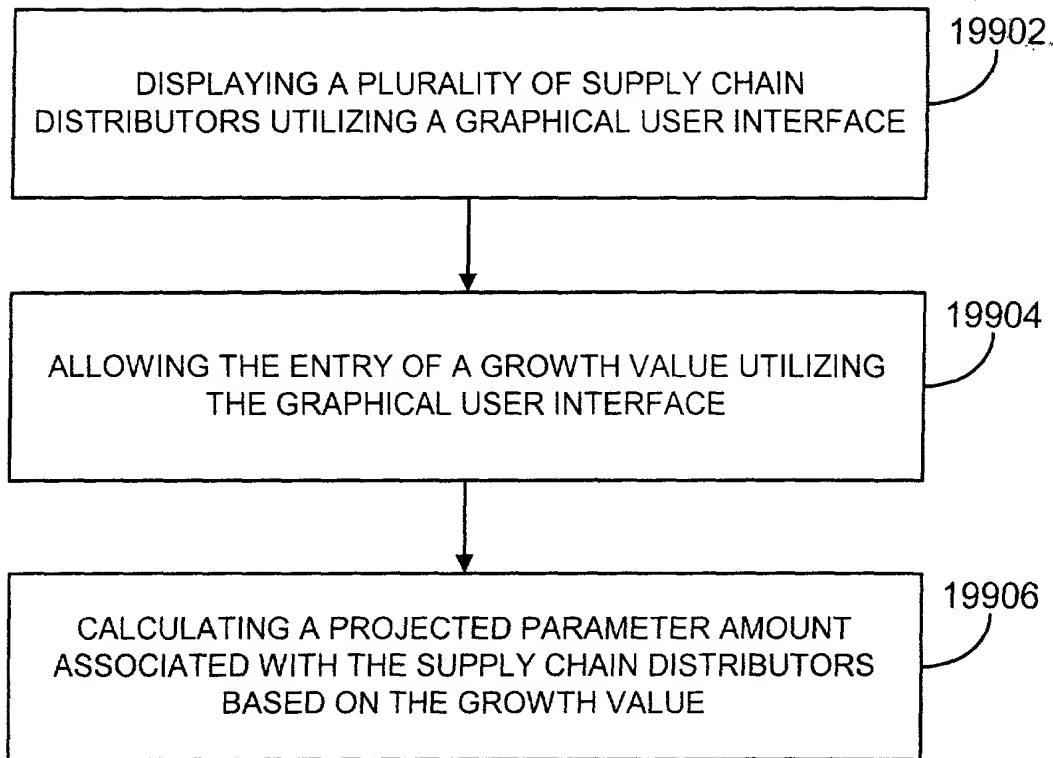 19902
DISPLAYING A PLURALITY OF SUPPLY CHAIN
DISTRIBUTORS UTILIZING A GRAPHICAL USER INTERFACE
19904
ALLOWING THE ENTRY OF A GROWTH VALUE UTILIZING
THE GRAPHICAL USER INTERFACE
19906
CALCULATING A PROJECTED PARAMETER AMOUNT
ASSOCIATED WITH THE SUPPLY CHAIN DISTRIBUTORS
BASED ON THE GROWTH VALUE